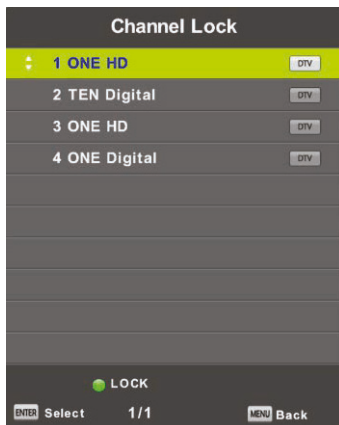 Channel Lock
1 ONE HD DTV
2 TEN Digital DTV
3 ONE HD DTV
4 ONE Digital DTV
LOCK
ENTER Select 1/1 MENU Back